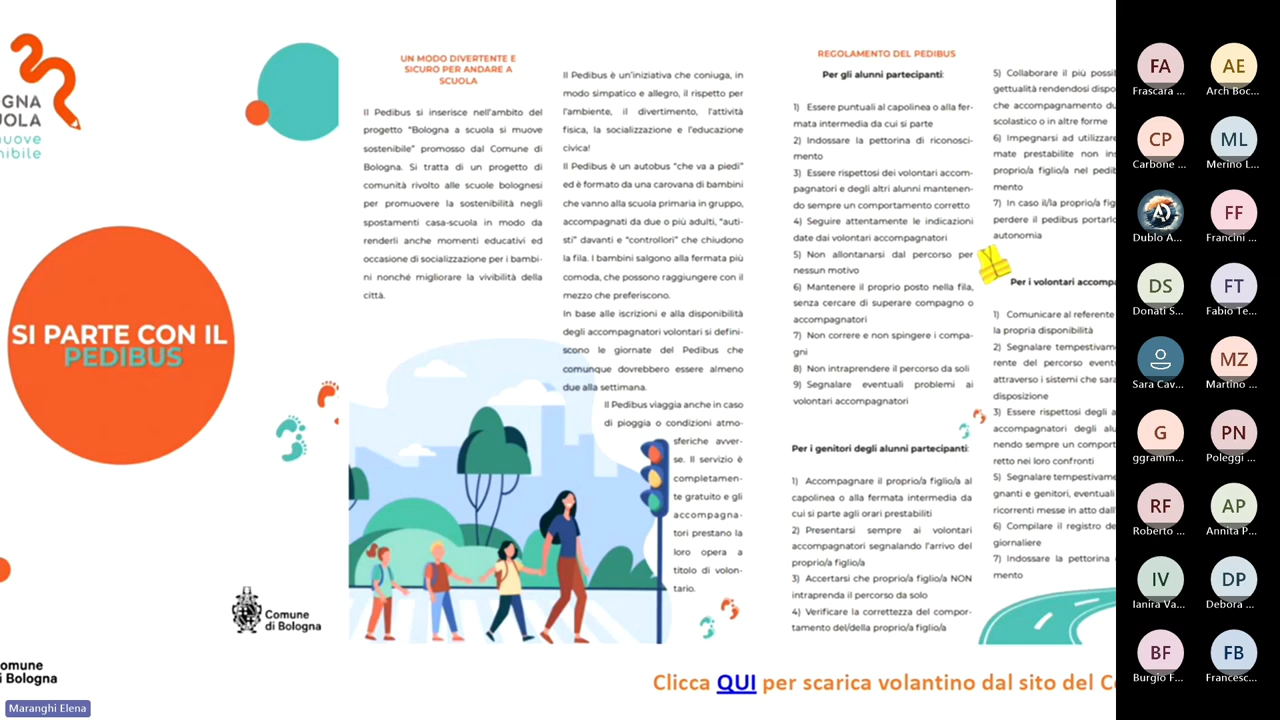 GNA
UOLA
nuove
nibile
SI PARTE CON IL
PEDIBUS
Comune
di Bologna
omune
i Bologna
Maranghi Elena
UN MODO DIVERTENTE E
SICURO PER ANDARE A
SCUOLA
Il Pedibus si inserisce nell'ambito del
progetto "Bologna a scuola si muove
sostenibile" promosso dal Comune di
Bologna. Si tratta di un progetto di
comunità rivolto alle scuole bolognesi
per promuovere la sostenibilità negli
spostamenti casa-scuola in modo da
renderli anche momenti educativi ed
occasione di socializzazione per i bambi-
ni nonché migliorare la vivibilità della
città.
Il Pedibus è un'iniziativa che coniuga, in
modo simpatico e allegro, il rispetto per
l'ambiente, il divertimento, l'attività
fisica, la socializzazione e l'educazione
civica!
Il Pedibus è un autobus "che va a piedi"
ed è formato da una carovana di bambini
che vanno alla scuola primaria in gruppo,
accompagnati da due o più adulti, "auti-
sti" davanti e "controllori" che chiudono
la fila. I bambini salgono alla fermata più
comoda, che possono raggiungere con il
mezzo che preferiscono.
In base alle iscrizioni e alla disponibilità
degli accompagnatori volontari si defini-
scono le giornate del Pedibus che
comunque dovrebbero essere almeno
due alla settimana.
Il Pedibus viaggia anche in caso
di pioggia o condizioni atmo-
sferiche avver-
se. Il servizio è
completamen-
te gratuito e gli
accompagna-
tori prestano la
loro opera a
titolo di volon-
tario.
REGOLAMENTO DEL PEDIBUS
Per gli alunni partecipanti:
1) Essere puntuali al capolinea o alla fer-
mata intermedia da cui si parte
2) Indossare la pettorina di riconosci-
mento
3) Essere rispettosi dei volontari accom-
pagnatori e degli altri alunni mantenen-
do sempre un comportamento corretto
4) Seguire attentamente le indicazioni
date dai volontari accompagnatori
5) Non allontanarsi dal percorso per
nessun motivo
6) Mantenere il proprio posto nella fila,
senza cercare di superare compagno o
accompagnatori
7) Non correre e non spingere i compa-
gni
8) Non intraprendere il percorso da soli
9) Segnalare eventuali problemi ai
volontari accompagnatori
Per i genitori degli alunni partecipanti:
1) Accompagnare il proprio/a figlio/a al
capolinea o alla fermata intermedia da
cui si parte agli orari prestabiliti
2) Presentarsi sempre ai volontari
accompagnatori segnalando l'arrivo del
proprio/a figlio/a
3) Accertarsi che proprio/a figlio/a NON
intraprenda il percorso da solo
4) Verificare la correttezza del compor-
tamento del/della proprio/a figlio/a
5) Collaborare il più possib
gettualità rendendosi dispo
che accompagnamento du
scolastico o in altre forme
6) Impegnarsi ad utilizzare
mate prestabilite non ins
proprio/a figlio/a nel pedib
mento
7) In caso il/la proprio/a fig
perdere il pedibus portarlo
autonomia
Per i volontari accompa
1) Comunicare al referente
la propria disponibilità
2) Segnalare tempestivam
rente del percorso event
attraverso i sistemi che sara
disposizione
3) Essere rispettosi degli a
accompagnatori degli alu
nendo sempre un comport
retto nei loro confronti
5) Segnalare tempestivame
gnanti e genitori, eventuali
ricorrenti messe in atto dall'
6) Compilare il registro de
giornaliere
7) Indossare la pettorina
mento
Clicca QUI per scarica volantino dal sito del C
FA
Frascara ...
AE
Arch Boc...
CP
Carbone ...
ML
Merino L...
Dublo A...
FF
Francini ...
DS
Donati S...
FT
Fabio Te...
Sara Cav...
MZ
Martino ...
G
ggramm...
PN
Poleggi ...
RF
Roberto ...
AP
Annita P...
IV
Ianira Va...
DP
Debora ...
BF
Burgio F...
FB
Francesc...